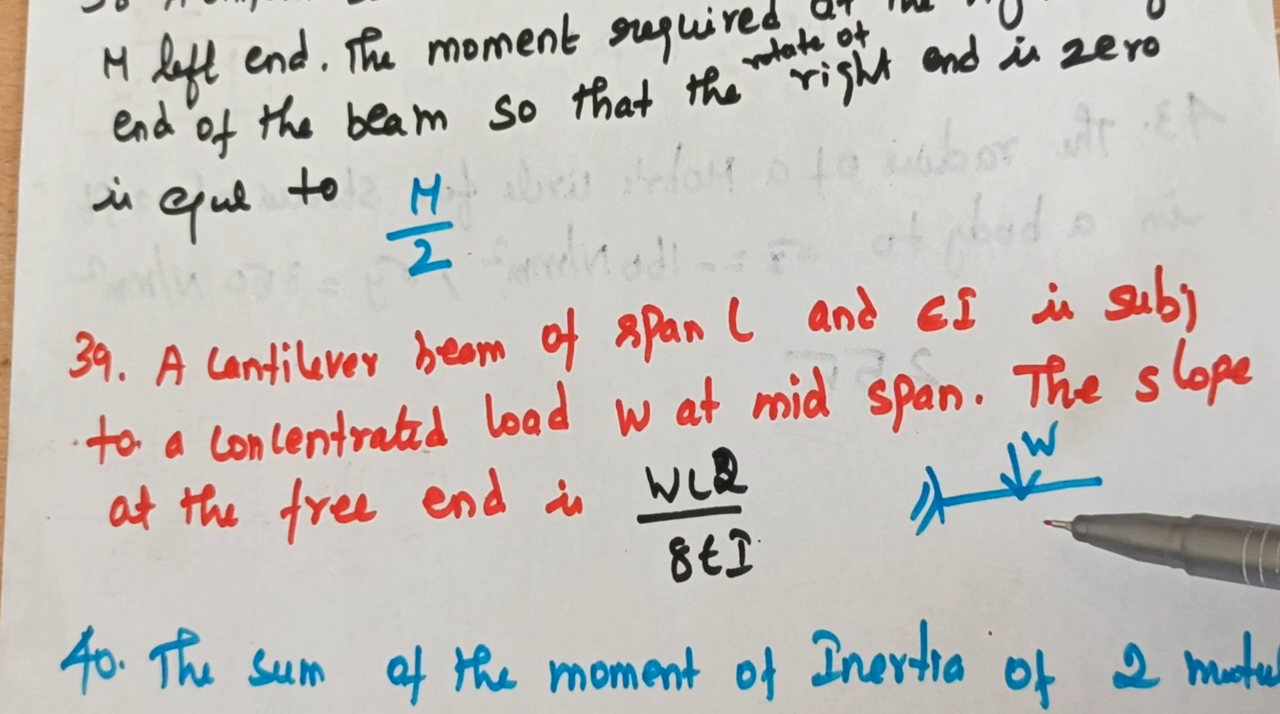 M left end. The moment required at the
end of the beam so that the rotate of right end is zero
is eque to M/2
39. A cantilever beam of span L and EI is subj
to a concentrated load W at mid span. The slope
at the free end is WL2/8EI
W
40. The sum of the moment of Inertia of 2 mutu